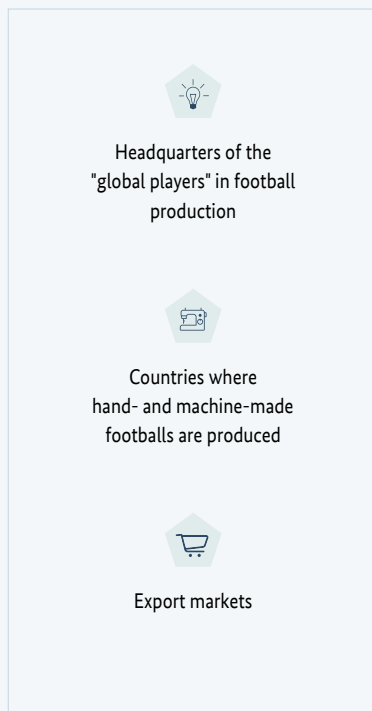 Headquarters of the
"global players" in football
production
Countries where
hand- and machine-made
footballs are produced
Export markets